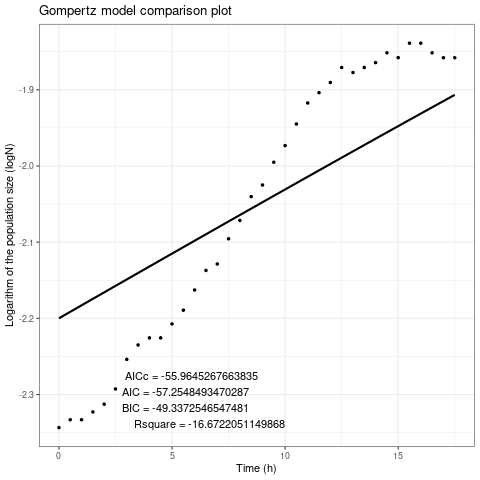 Gompertz model comparison plot
Logarithm of the population size (logN)
-1.9
-2.0
-2.1
-2.2
-2.3
AICc = -55.9645267663835
AIC = -57.2548493470287
BIC = -49.3372546547481
Rsquare = -16.6722051149868
0 5 10 15
Time (h)